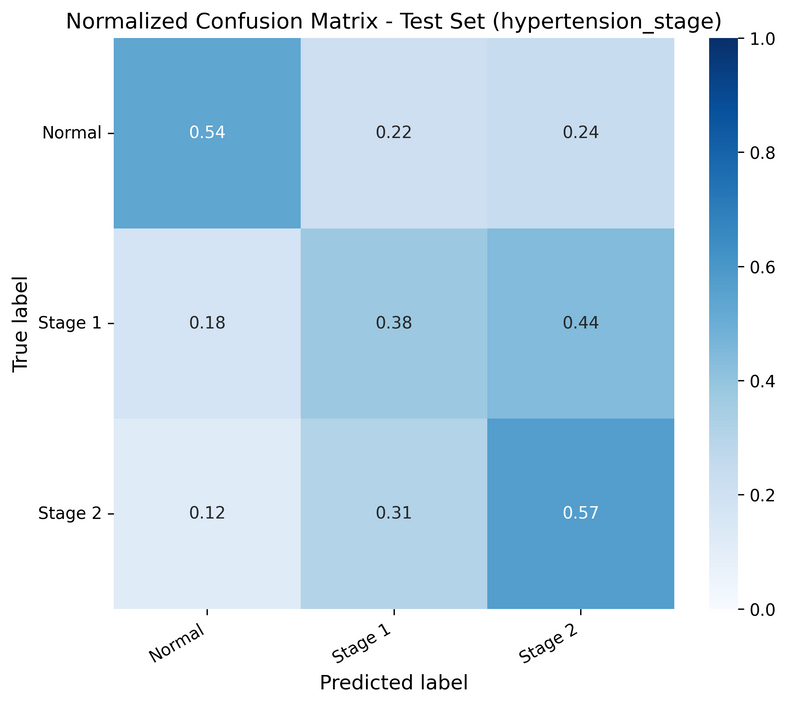 Normalized Confusion Matrix - Test Set (hypertension_stage)
1.0
Normal
0.54
0.22
0.24
0.8
0.6
True label
Stage 1
0.18
0.38
0.44
0.4
Stage 2
0.12
0.31
0.57
0.2
0.0
Normal
Stage 1
Stage 2
Predicted label